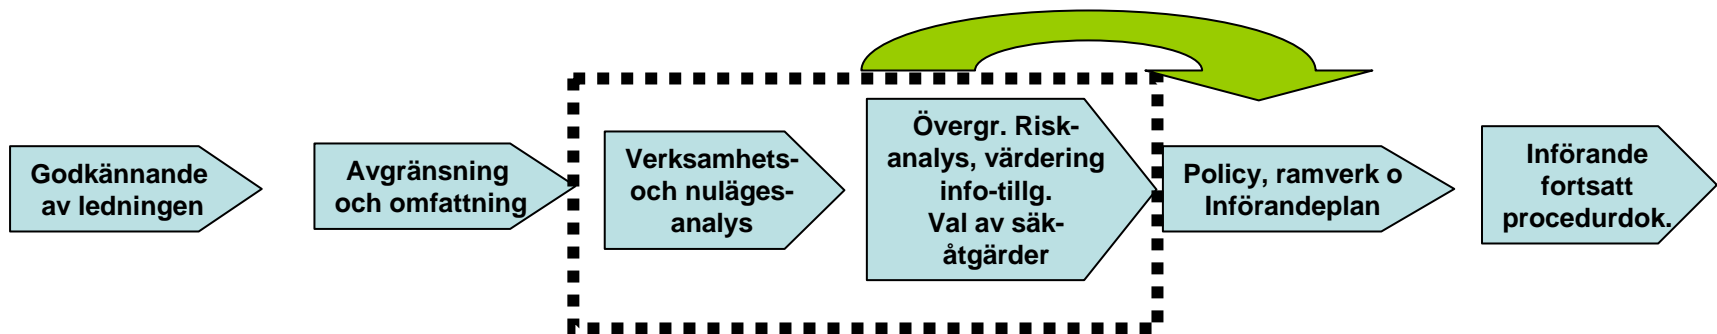 Godkännande
av ledningen
Avgränsning
och omfattning
Verksamhets-
och nuläges-
analys
Övergr. Risk-
analys, värdering
info-tillg.
Val av säk-
åtgärder
Policy, ramverk o
Införandeplan
Införande
fortsatt
procedurdok.